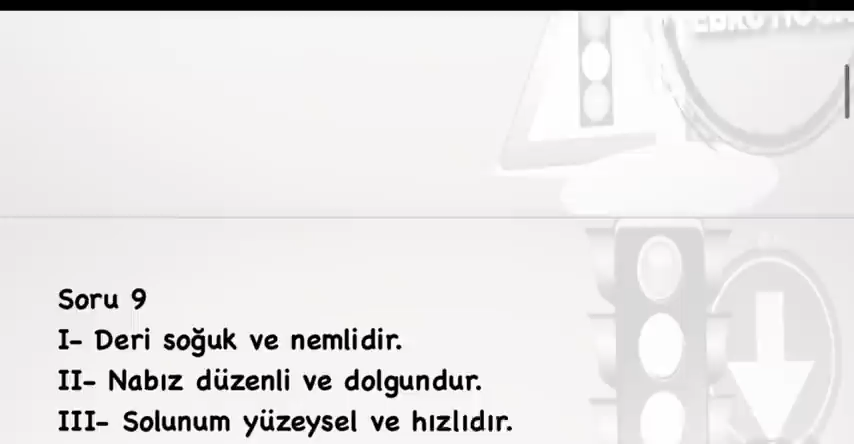 Soru 9
I- Deri soğuk ve nemlidir.
II- Nabız düzenli ve dolgundur.
III- Solunum yüzeysel ve hızlıdır.